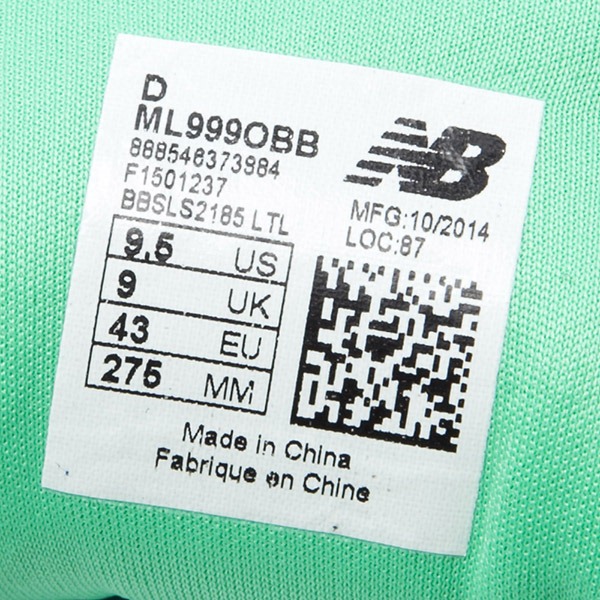 D
ML999OBB
888546373984
F1501237
BBSLS2185 LTL
NB
MFG:10/2014
LOC:87
9.5 US
9 UK
43 EU
275 MM
Made in China
Fabrique en Chine